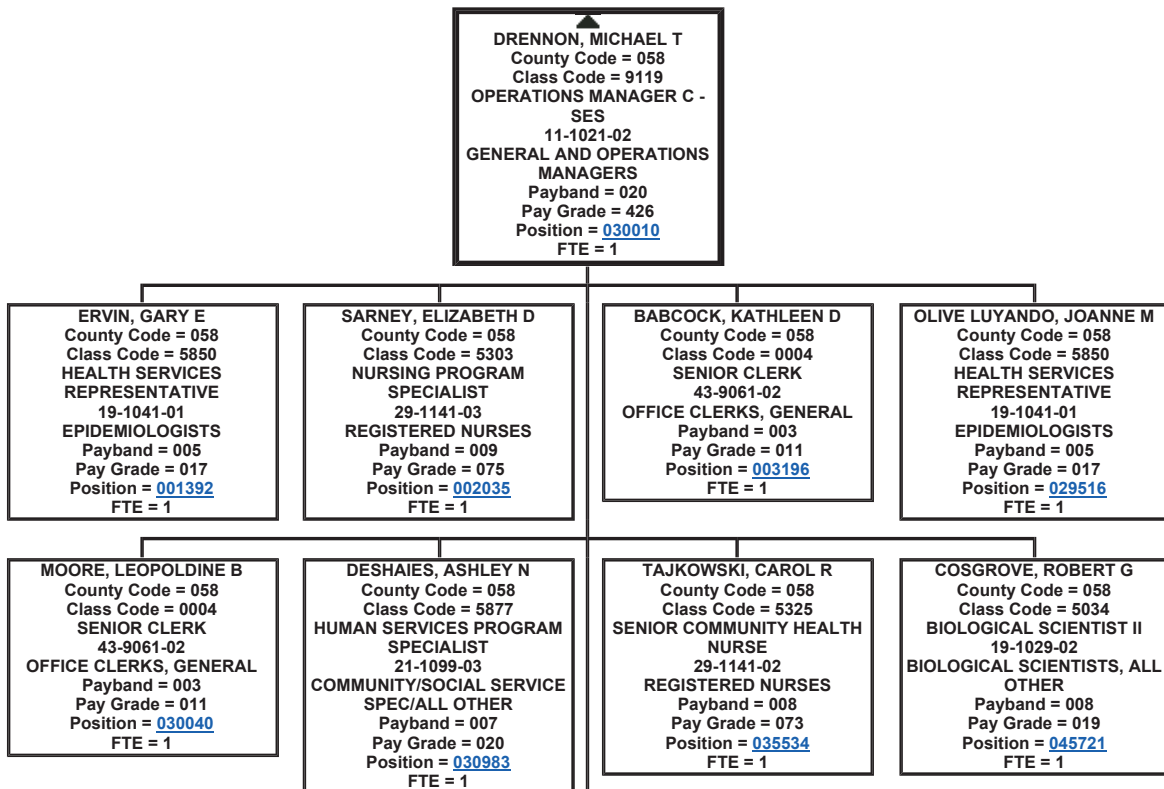 DRENNON, MICHAEL T
County Code = 058
Class Code = 9119
OPERATIONS MANAGER C -
SES
11-1021-02
GENERAL AND OPERATIONS
MANAGERS
Payband = 020
Pay Grade = 426
Position = 030010
FTE = 1
ERVIN, GARY E
County Code = 058
Class Code = 5850
HEALTH SERVICES
REPRESENTATIVE
19-1041-01
EPIDEMIOLOGISTS
Payband = 005
Pay Grade = 017
Position = 001392
FTE = 1
SARNEY, ELIZABETH D
County Code = 058
Class Code = 5303
NURSING PROGRAM
SPECIALIST
29-1141-03
REGISTERED NURSES
Payband = 009
Pay Grade = 075
Position = 002035
FTE = 1
BABCOCK, KATHLEEN D
County Code = 058
Class Code = 0004
SENIOR CLERK
43-9061-02
OFFICE CLERKS, GENERAL
Payband = 003
Pay Grade = 011
Position = 003196
FTE = 1
OLIVE LUYANDO, JOANNE M
County Code = 058
Class Code = 5850
HEALTH SERVICES
REPRESENTATIVE
19-1041-01
EPIDEMIOLOGISTS
Payband = 005
Pay Grade = 017
Position = 029516
FTE = 1
MOORE, LEOPOLDINE B
County Code = 058
Class Code = 0004
SENIOR CLERK
43-9061-02
OFFICE CLERKS, GENERAL
Payband = 003
Pay Grade = 011
Position = 030040
FTE = 1
DESHAIES, ASHLEY N
County Code = 058
Class Code = 5877
HUMAN SERVICES PROGRAM
SPECIALIST
21-1099-03
COMMUNITY/SOCIAL SERVICE
SPEC/ALL OTHER
Payband = 007
Pay Grade = 020
Position = 030983
FTE = 1
TAJKOWSKI, CAROL R
County Code = 058
Class Code = 5325
SENIOR COMMUNITY HEALTH
NURSE
29-1141-02
REGISTERED NURSES
Payband = 008
Pay Grade = 073
Position = 035534
FTE = 1
COSGROVE, ROBERT G
County Code = 058
Class Code = 5034
BIOLOGICAL SCIENTIST II
19-1029-02
BIOLOGICAL SCIENTISTS, ALL
OTHER
Payband = 008
Pay Grade = 019
Position = 045721
FTE = 1